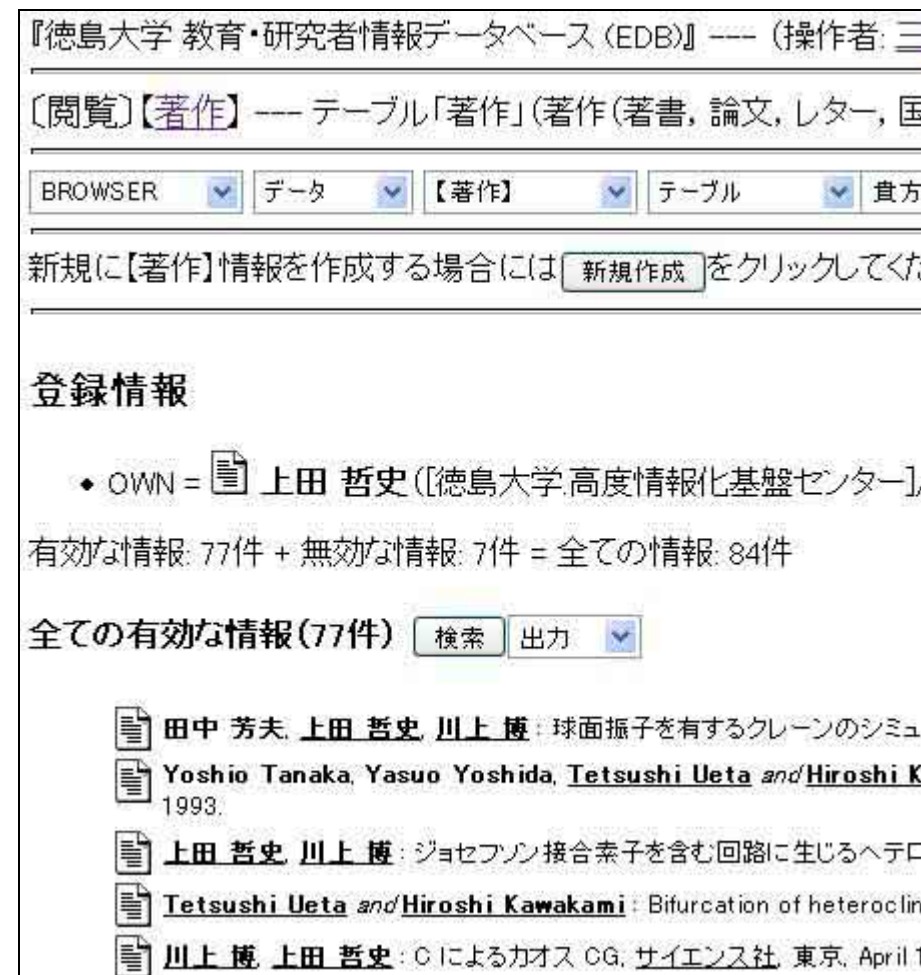 『徳島大学 教育・研究者情報データベース (EDB)』 --- (操作者:
〔閲覧〕【著作】 --- テーブル「著作」(著作(著書, 論文, レター,
BROWSER データ 【著作】 テーブル 貴方
新規に【著作】情報を作成する場合には 新規作成 をクリックしてくだ
登録情報
• OWN = 上田 哲史([徳島大学.高度情報化基盤センター]
有効な情報: 77件 + 無効な情報: 7件 = 全ての情報: 84件
全ての有効な情報(77件) 検索 出力
田中 芳夫, 上田 哲史, 川上 博 : 球面振子を有するクレーンのシミュ
Yoshio Tanaka, Yasuo Yoshida, Tetsushi Ueta and Hiroshi K
1993.
上田 哲史, 川上 博 : ジョセフソン接合素子を含む回路に生じるヘテロ
Tetsushi Ueta and Hiroshi Kawakami : Bifurcation of heteroclin
川上 博, 上田 哲史 : C によるカオス CG, サイエンス社, 東京, April